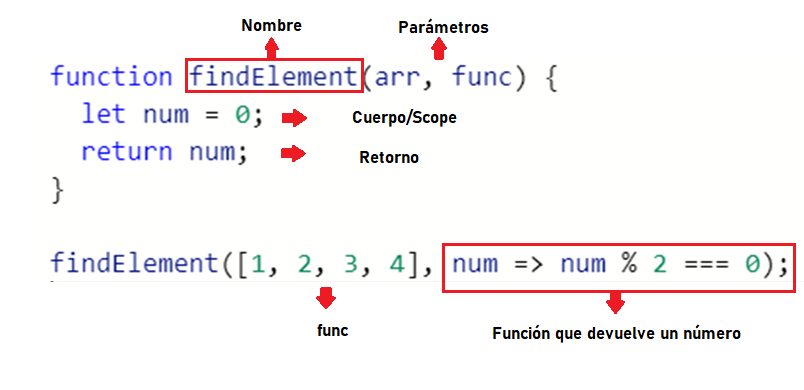 Nombre
Parámetros
function findElement(arr, func) {
let num = 0;
Cuerpo/Scope
return num;
Retorno
}
findElement([1, 2, 3, 4], num => num % 2 === 0);
func
Función que devuelve un número